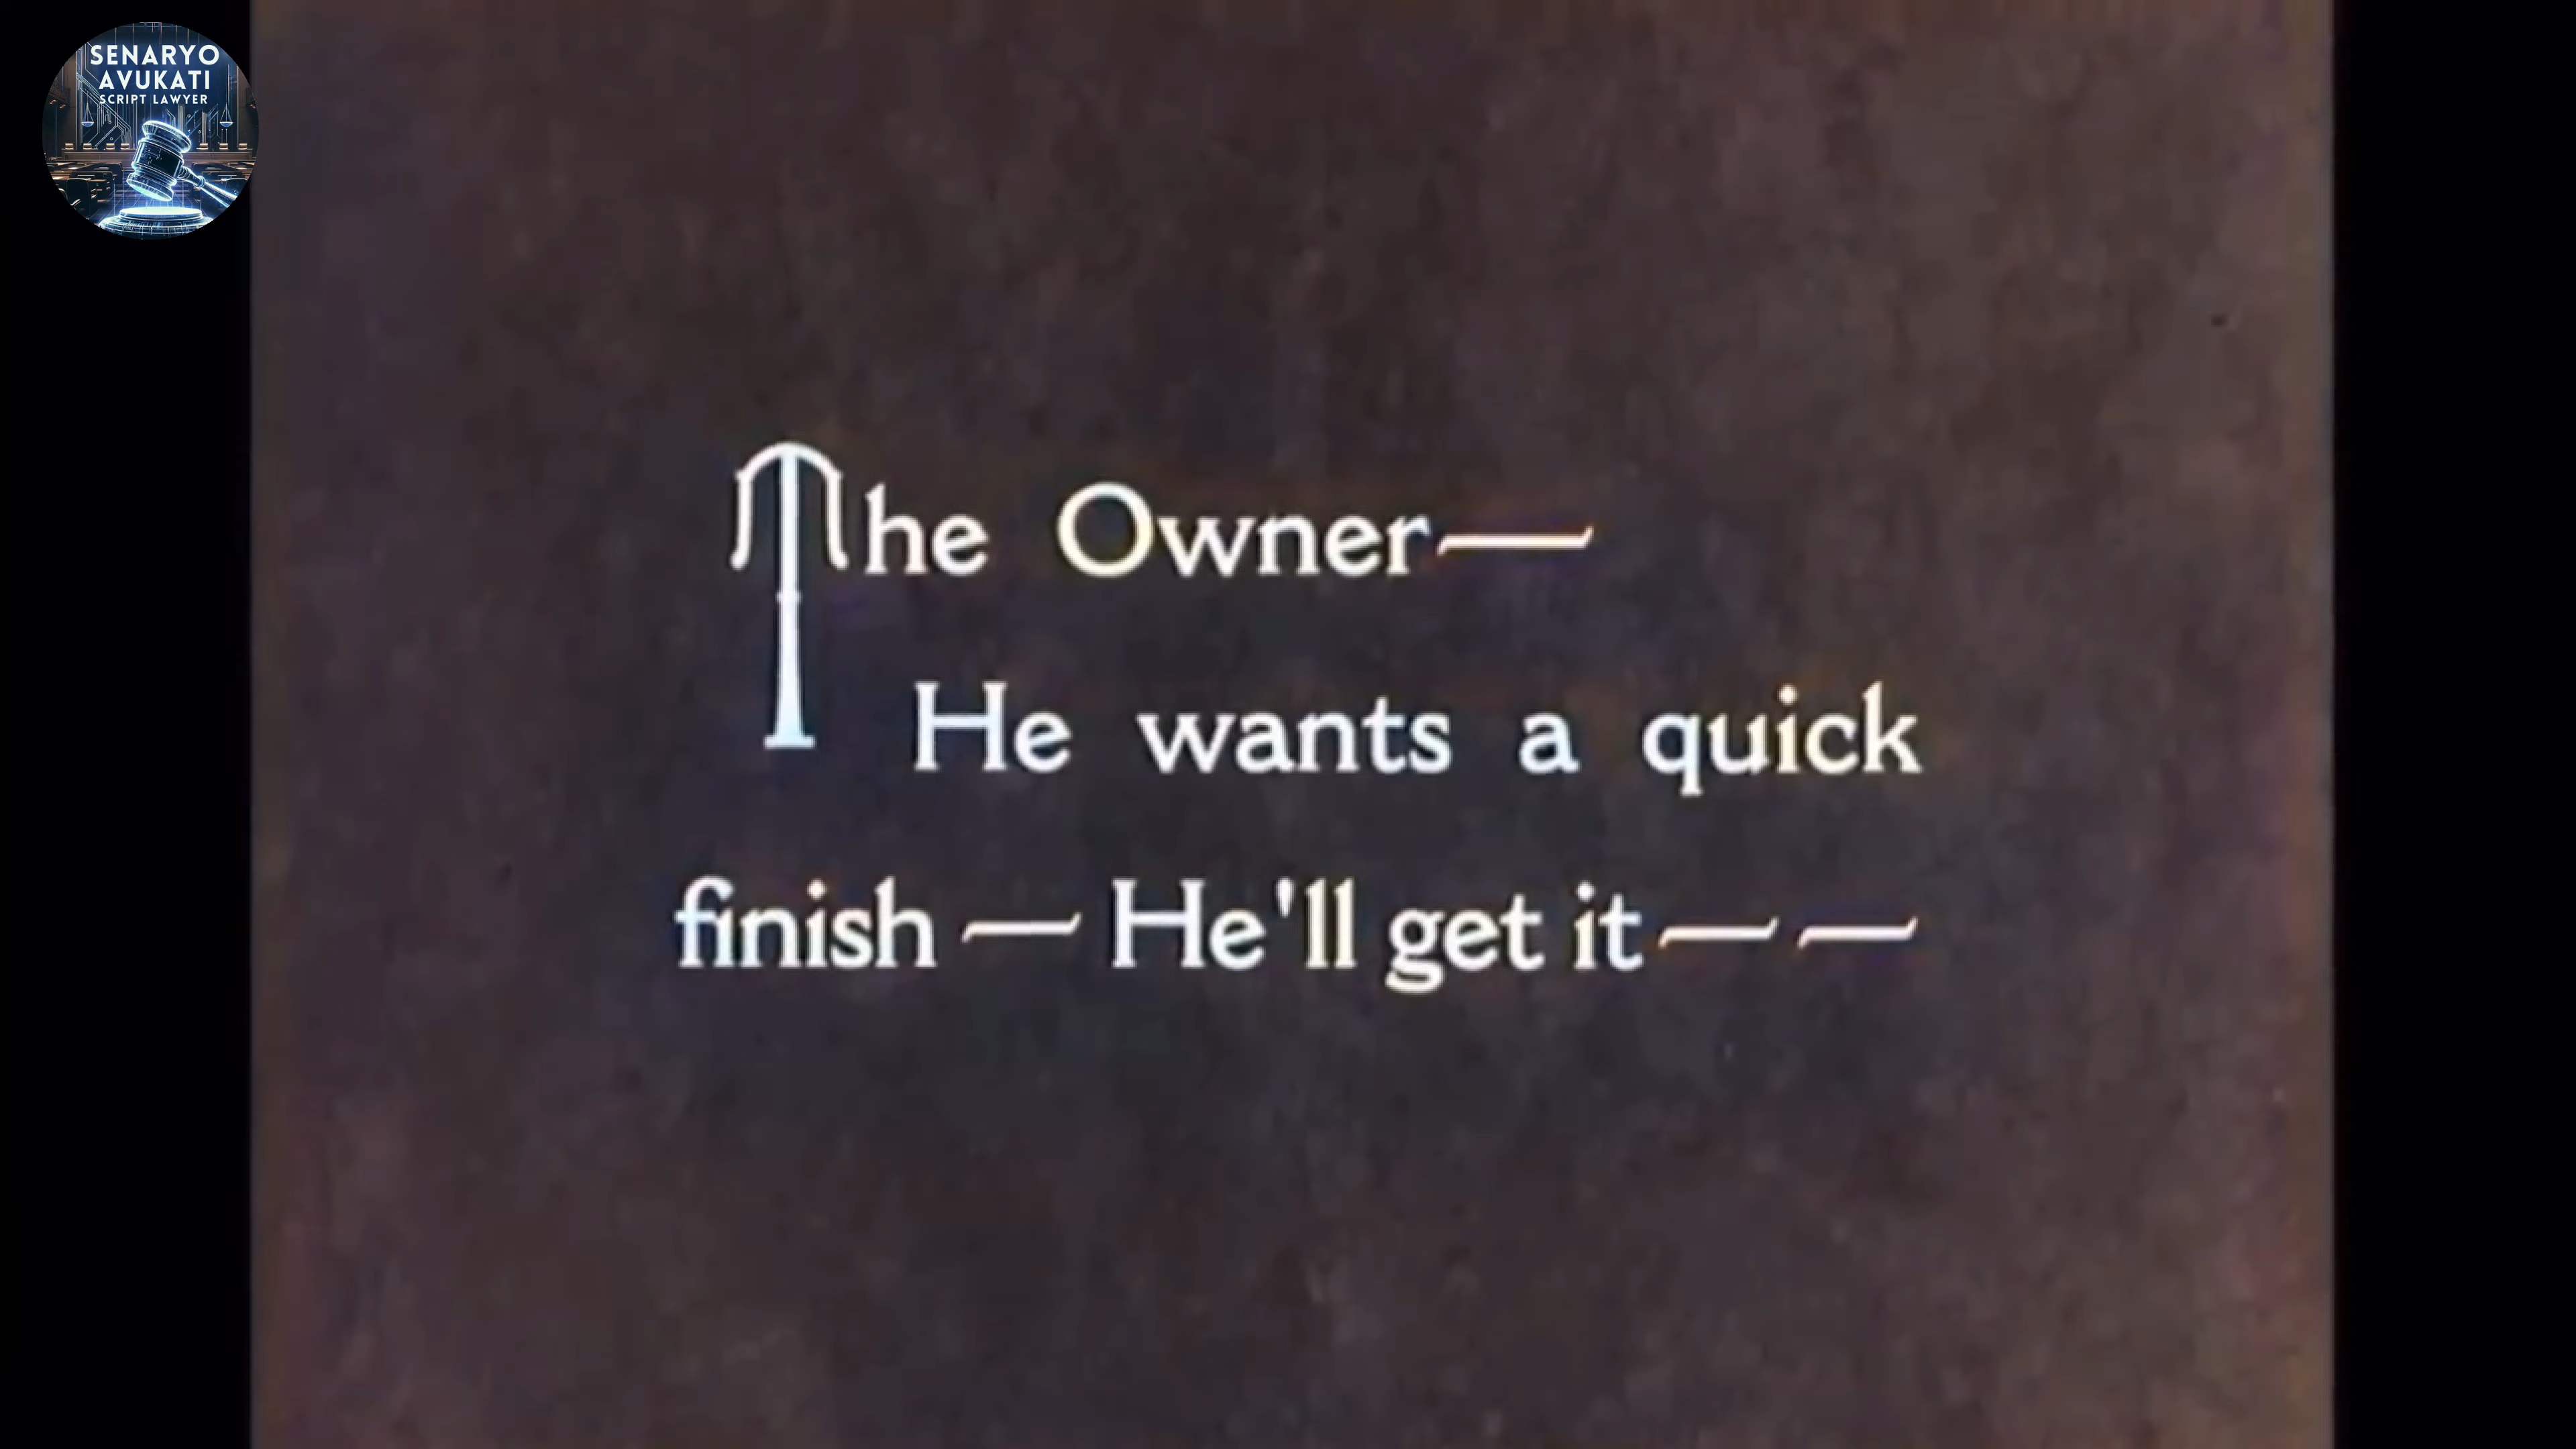 SENARYO
AVUKATI
SCRIPT LAWYER
The Owner—
He wants a quick
finish — He'll get it — —